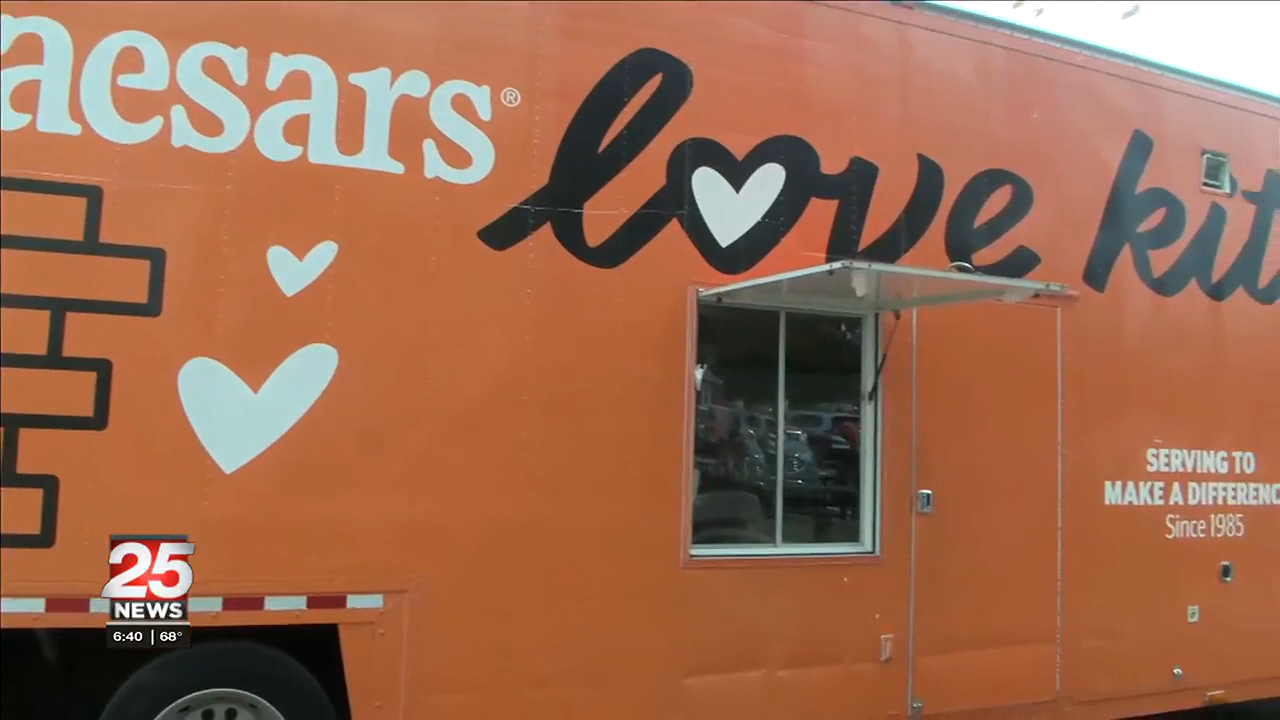 aesars®
love kit
SERVING TO
MAKE A DIFFERENC
Since 1985
25
NEWS
6:40 | 68°